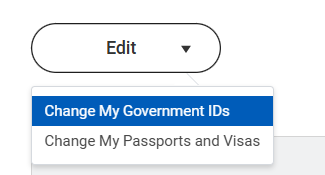 Edit
Change My Government IDs
Change My Passports and Visas